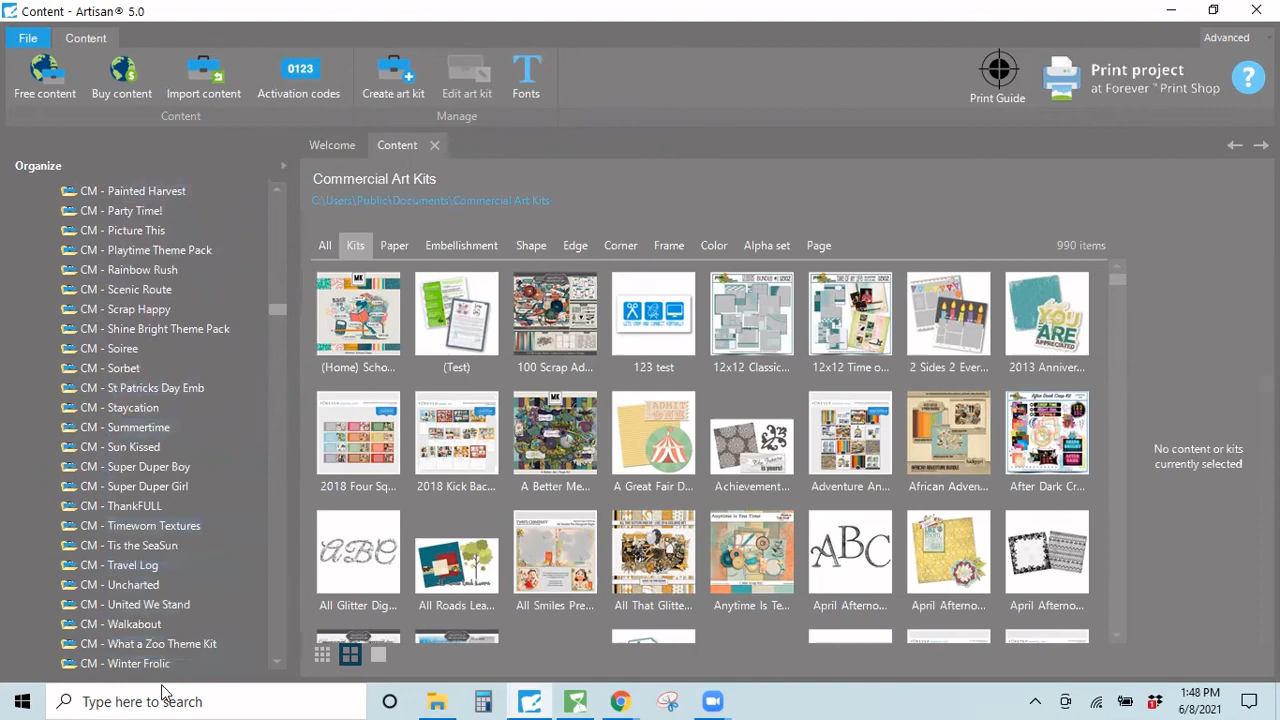 Content - Artisan® 5.0
File
Content
Advanced
Free content
Buy content
Import content
0123
Activation codes
Create art kit
Edit art kit
Fonts
Print Guide
Print project
at Forever™ Print Shop
?
Content
Manage
Welcome
Content
Organize
CM - Painted Harvest
CM - Party Time!
CM - Picture This
CM - Playtime Theme Pack
CM - Rainbow Rush
CM - Scenic Route
CM - Scrap Happy
CM - Shine Bright Theme Pack
CM - Soiree
CM - Sorbet
CM - St Patricks Day Emb
CM - Staycation
CM - Summertime
CM - Sun Kissed
CM - Super Duper Boy
CM - Super Duper Girl
CM - ThankFULL
CM - Timeworn Textures
CM - Tis the SeaSun
CM - Travel Log
CM - Uncharted
CM - United We Stand
CM - Walkabout
CM - What a Zoo Theme Kit
CM - Winter Frolic
Commercial Art Kits
C:\Users\Public\Documents\Commercial Art Kits
All Kits Paper Embellishment Shape Edge Corner Frame Color Alpha set Page
990 items
MK
YOU ARE APPRECIATED
(Home) Scho... (Test) 100 Scrap Ad... 123 test 12x12 Classic... 12x12 Time o... 2 Sides 2 Ever... 2013 Anniver...
MK
ADMIT
2018 Four Sq... 2018 Kick Bac... A Better Me... A Great Fair D... Achievement... Adventure An... African Adven... After Dark Cr...
ABC
ABC
All Glitter Dig... All Roads Lea... All Smiles Pre... All That Glitte... Anytime Is Te... April Afterno... April Afterno... April Afterno...
No content or kits
currently selected
Type here to search
1:48 PM
6/8/2021